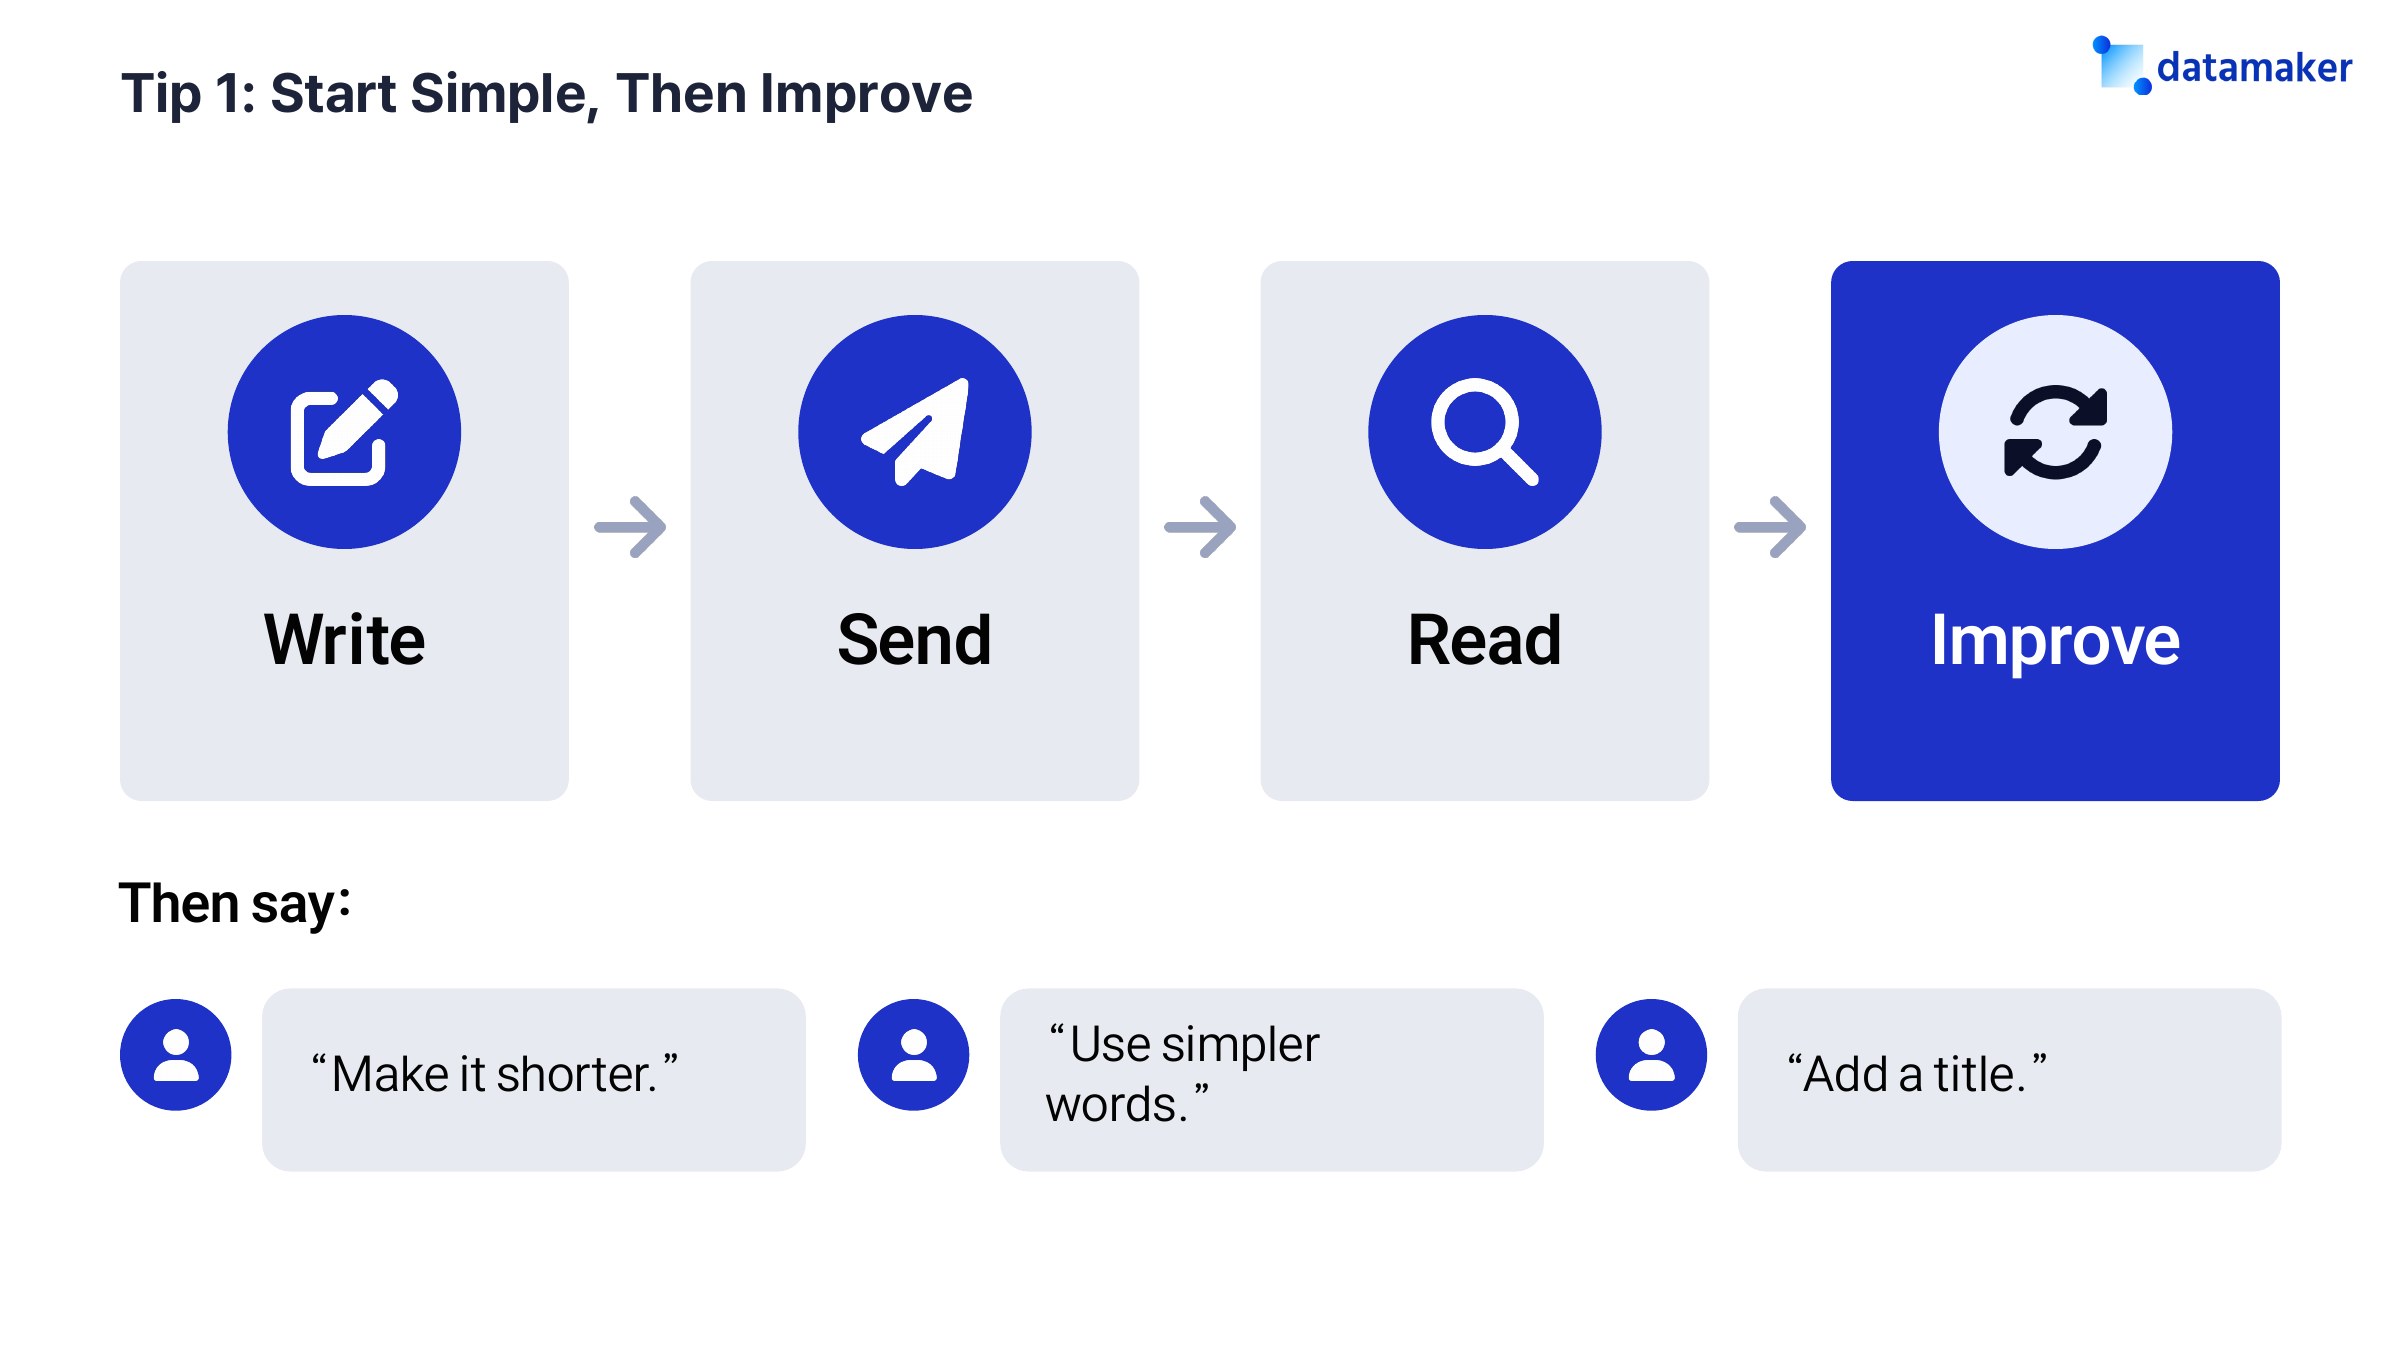 Tip 1: Start Simple, Then Improve
datamaker
Write
Send
Read
Improve
Then say:
“Make it shorter.”
“Use simpler
words.”
“Add a title.”